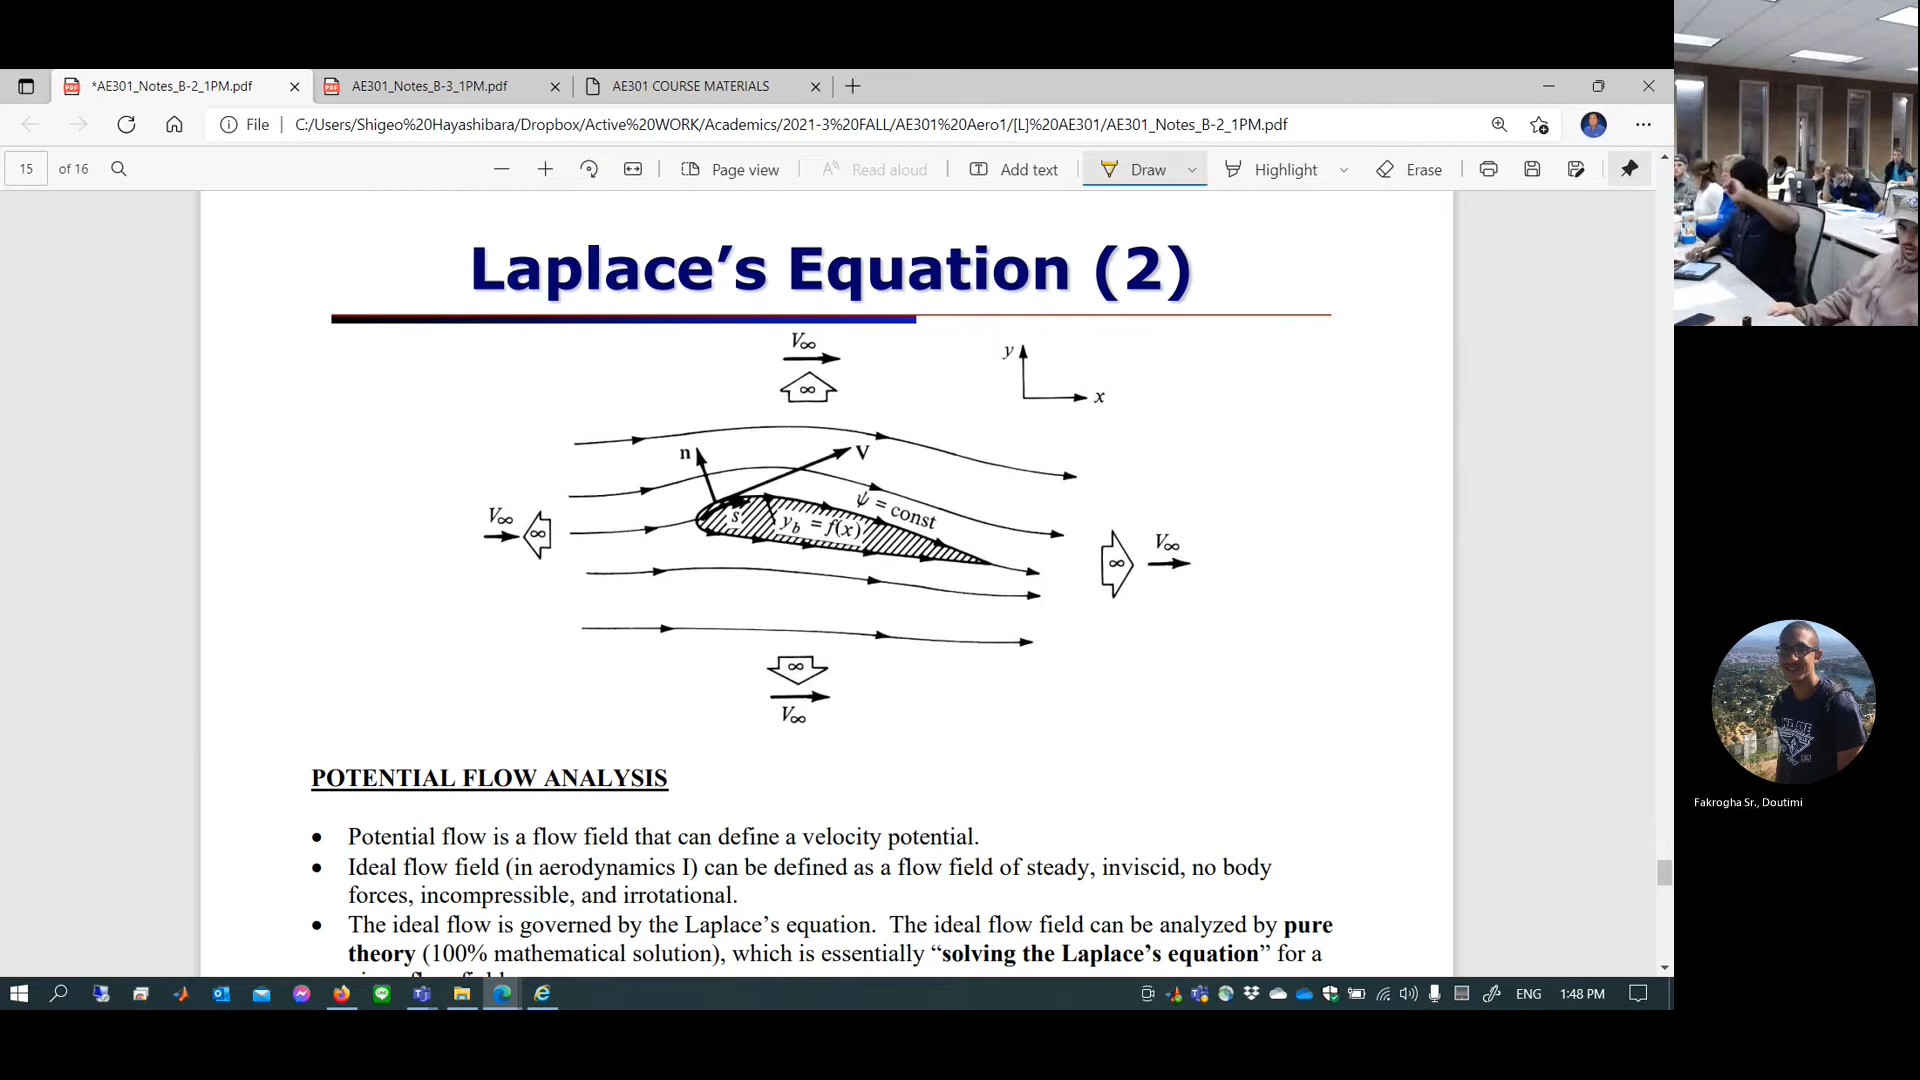 *AE301_Notes_B-2_1PM.pdf
AE301_Notes_B-3_1PM.pdf
AE301 COURSE MATERIALS
File
C:/Users/Shigeo%20Hayashibara/Dropbox/Active%20WORK/Academics/2021-3%20FALL/AE301%20Aero1/[L]%20AE301/AE301_Notes_B-2_1PM.pdf
15 of 16
Page view
Read aloud
Add text
Draw
Highlight
Erase
Laplace’s Equation (2)
V∞
∞
y
x
n
V
ψ = const
s
y_b = f(x)
V∞
∞
∞
V∞
∞
V∞
POTENTIAL FLOW ANALYSIS
• Potential flow is a flow field that can define a velocity potential.
• Ideal flow field (in aerodynamics I) can be defined as a flow field of steady, inviscid, no body
forces, incompressible, and irrotational.
• The ideal flow is governed by the Laplace’s equation. The ideal flow field can be analyzed by pure
theory (100% mathematical solution), which is essentially “solving the Laplace’s equation” for a
Fakrogha Sr., Doutimi
ENG
1:48 PM